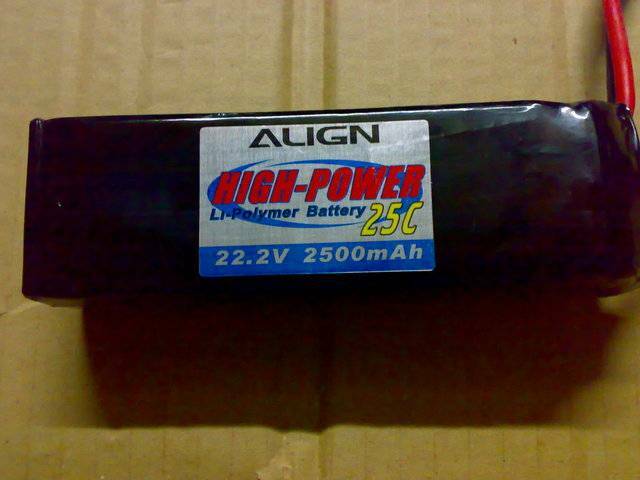 ALIGN
HIGH-POWER
Li-Polymer Battery
25C
22.2V 2500mAh